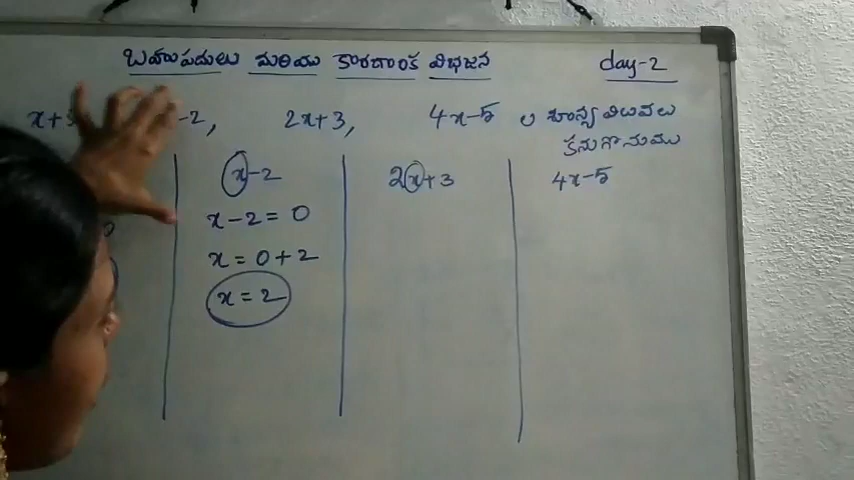 బహుపదులు మరియు కారణాంక విభజన day-2
x+3 -2, 2x+3, 4x-5 ల శూన్య విలువలు
కనుగొనుము
x-2 2x+3 4x-5
x-2=0
x=0+2
x=2